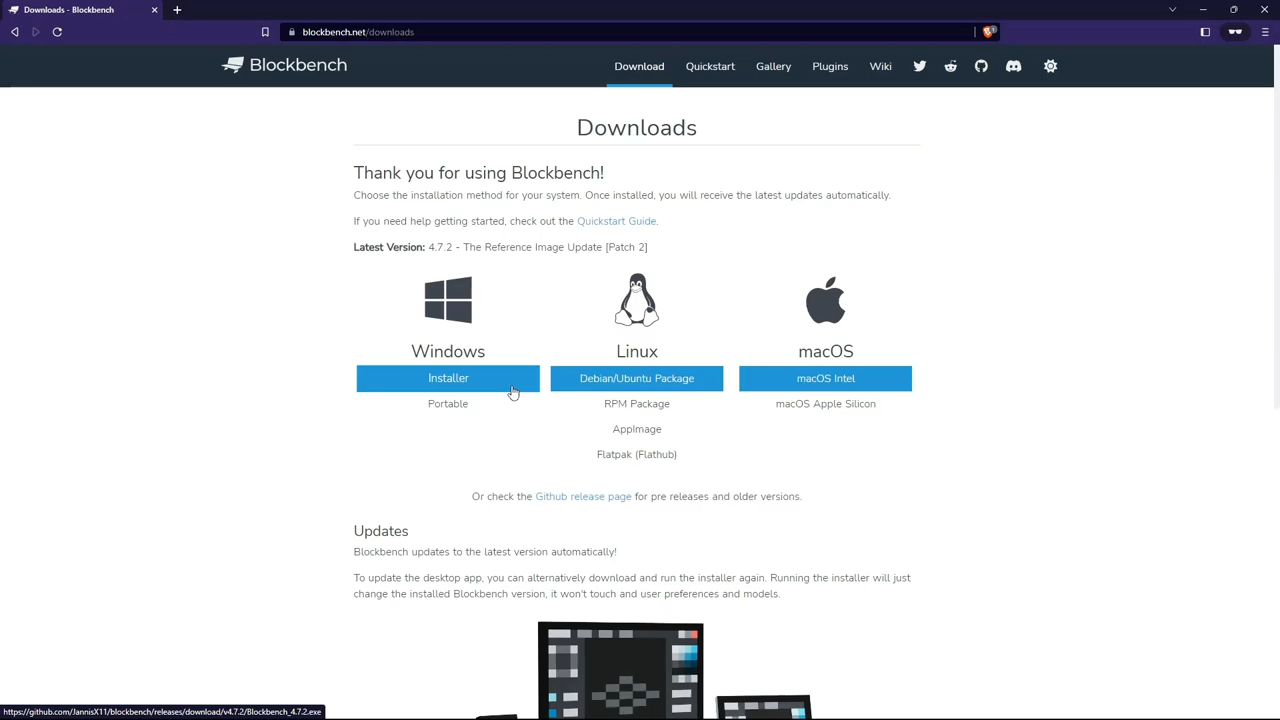 Downloads - Blockbench
blockbench.net/downloads
Blockbench
Download
Quickstart
Gallery
Plugins
Wiki
Downloads
Thank you for using Blockbench!
Choose the installation method for your system. Once installed, you will receive the latest updates automatically.
If you need help getting started, check out the Quickstart Guide.
Latest Version: 4.7.2 - The Reference Image Update [Patch 2]
Windows
Installer
Portable
Linux
Debian/Ubuntu Package
RPM Package
AppImage
Flatpak (Flathub)
macOS
macOS Intel
macOS Apple Silicon
Or check the Github release page for pre releases and older versions.
Updates
Blockbench updates to the latest version automatically!
To update the desktop app, you can alternatively download and run the installer again. Running the installer will just
change the installed Blockbench version, it won't touch and user preferences and models.
https://github.com/JannisX11/blockbench/releases/download/v4.7.2/Blockbench_4.7.2.exe